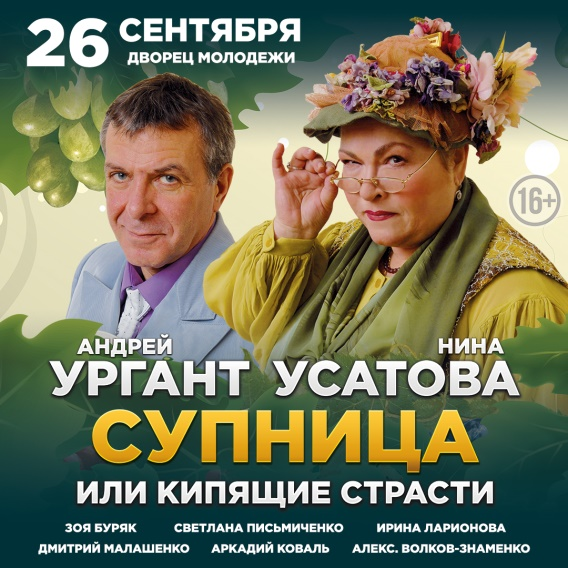 26 СЕНТЯБРЯ
ДВОРЕЦ МОЛОДЕЖИ
16+
АНДРЕЙ НИНА
УРГАНТ УСАТОВА
СУПНИЦА
ИЛИ КИПЯЩИЕ СТРАСТИ
ЗОЯ БУРЯК СВЕТЛАНА ПИСЬМИЧЕНКО ИРИНА ЛАРИОНОВА
ДМИТРИЙ МАЛАШЕНКО АРКАДИЙ КОВАЛЬ АЛЕКС. ВОЛКОВ-ЗНАМЕНКО